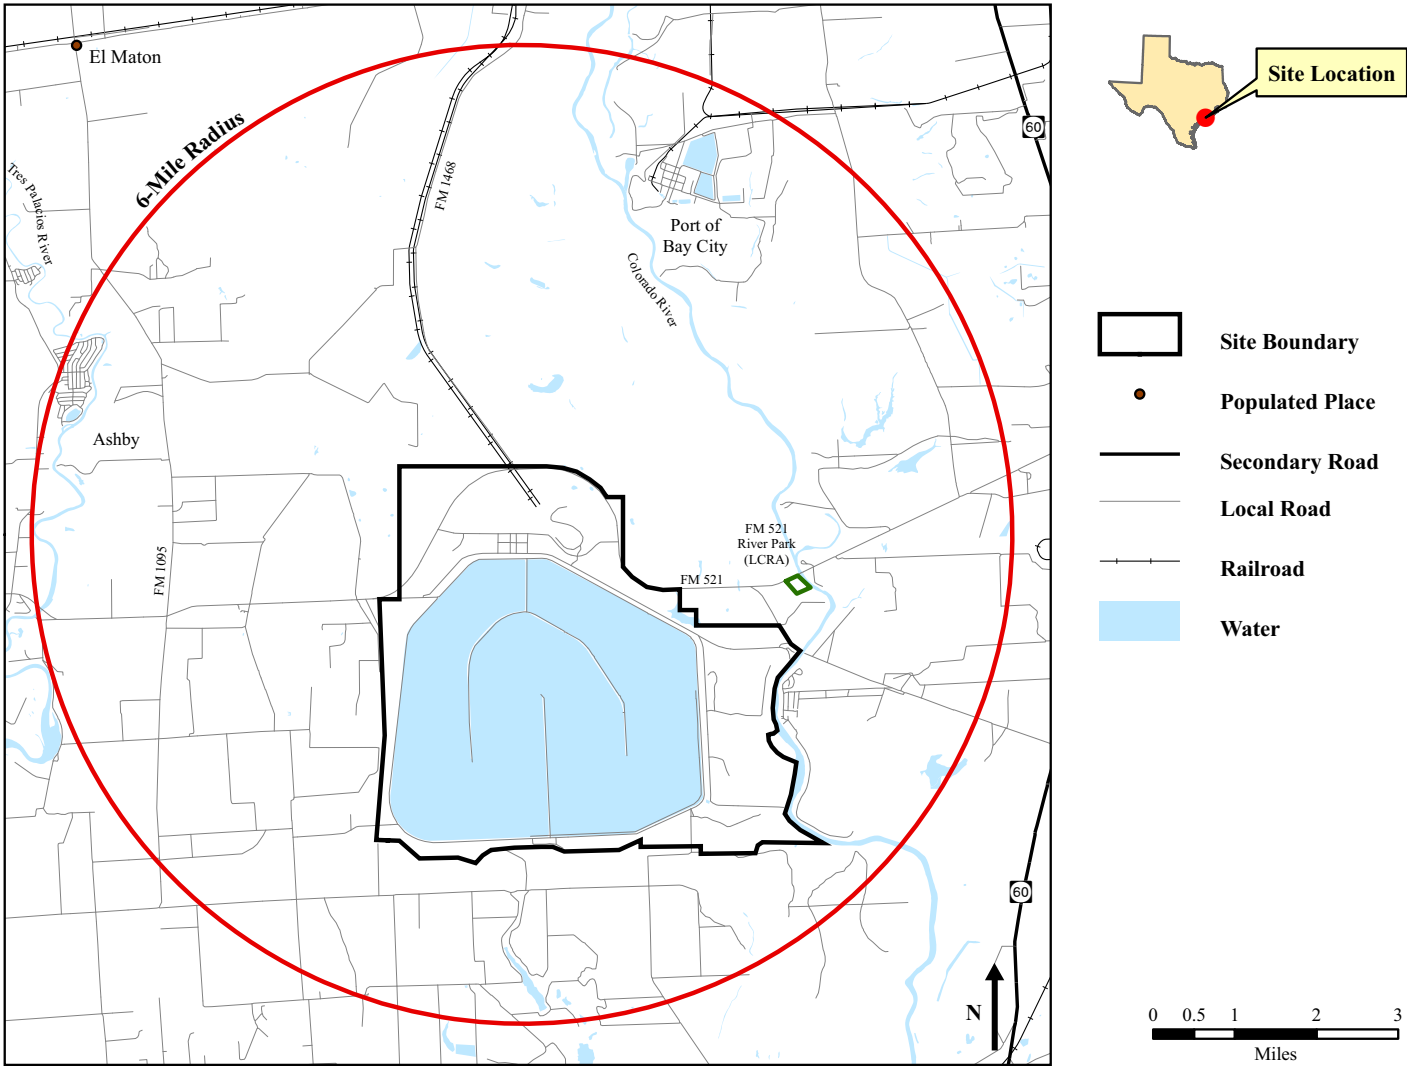 El Maton
6-Mile Radius
Tres Palacios River
FM 1468
60
Port of
Bay City
Colorado River
Ashby
FM 1095
FM 521
River Park
(LCRA)
FM 521
60
N
Site Location
Site Boundary
Populated Place
Secondary Road
Local Road
Railroad
Water
0 0.5 1 2 3
Miles